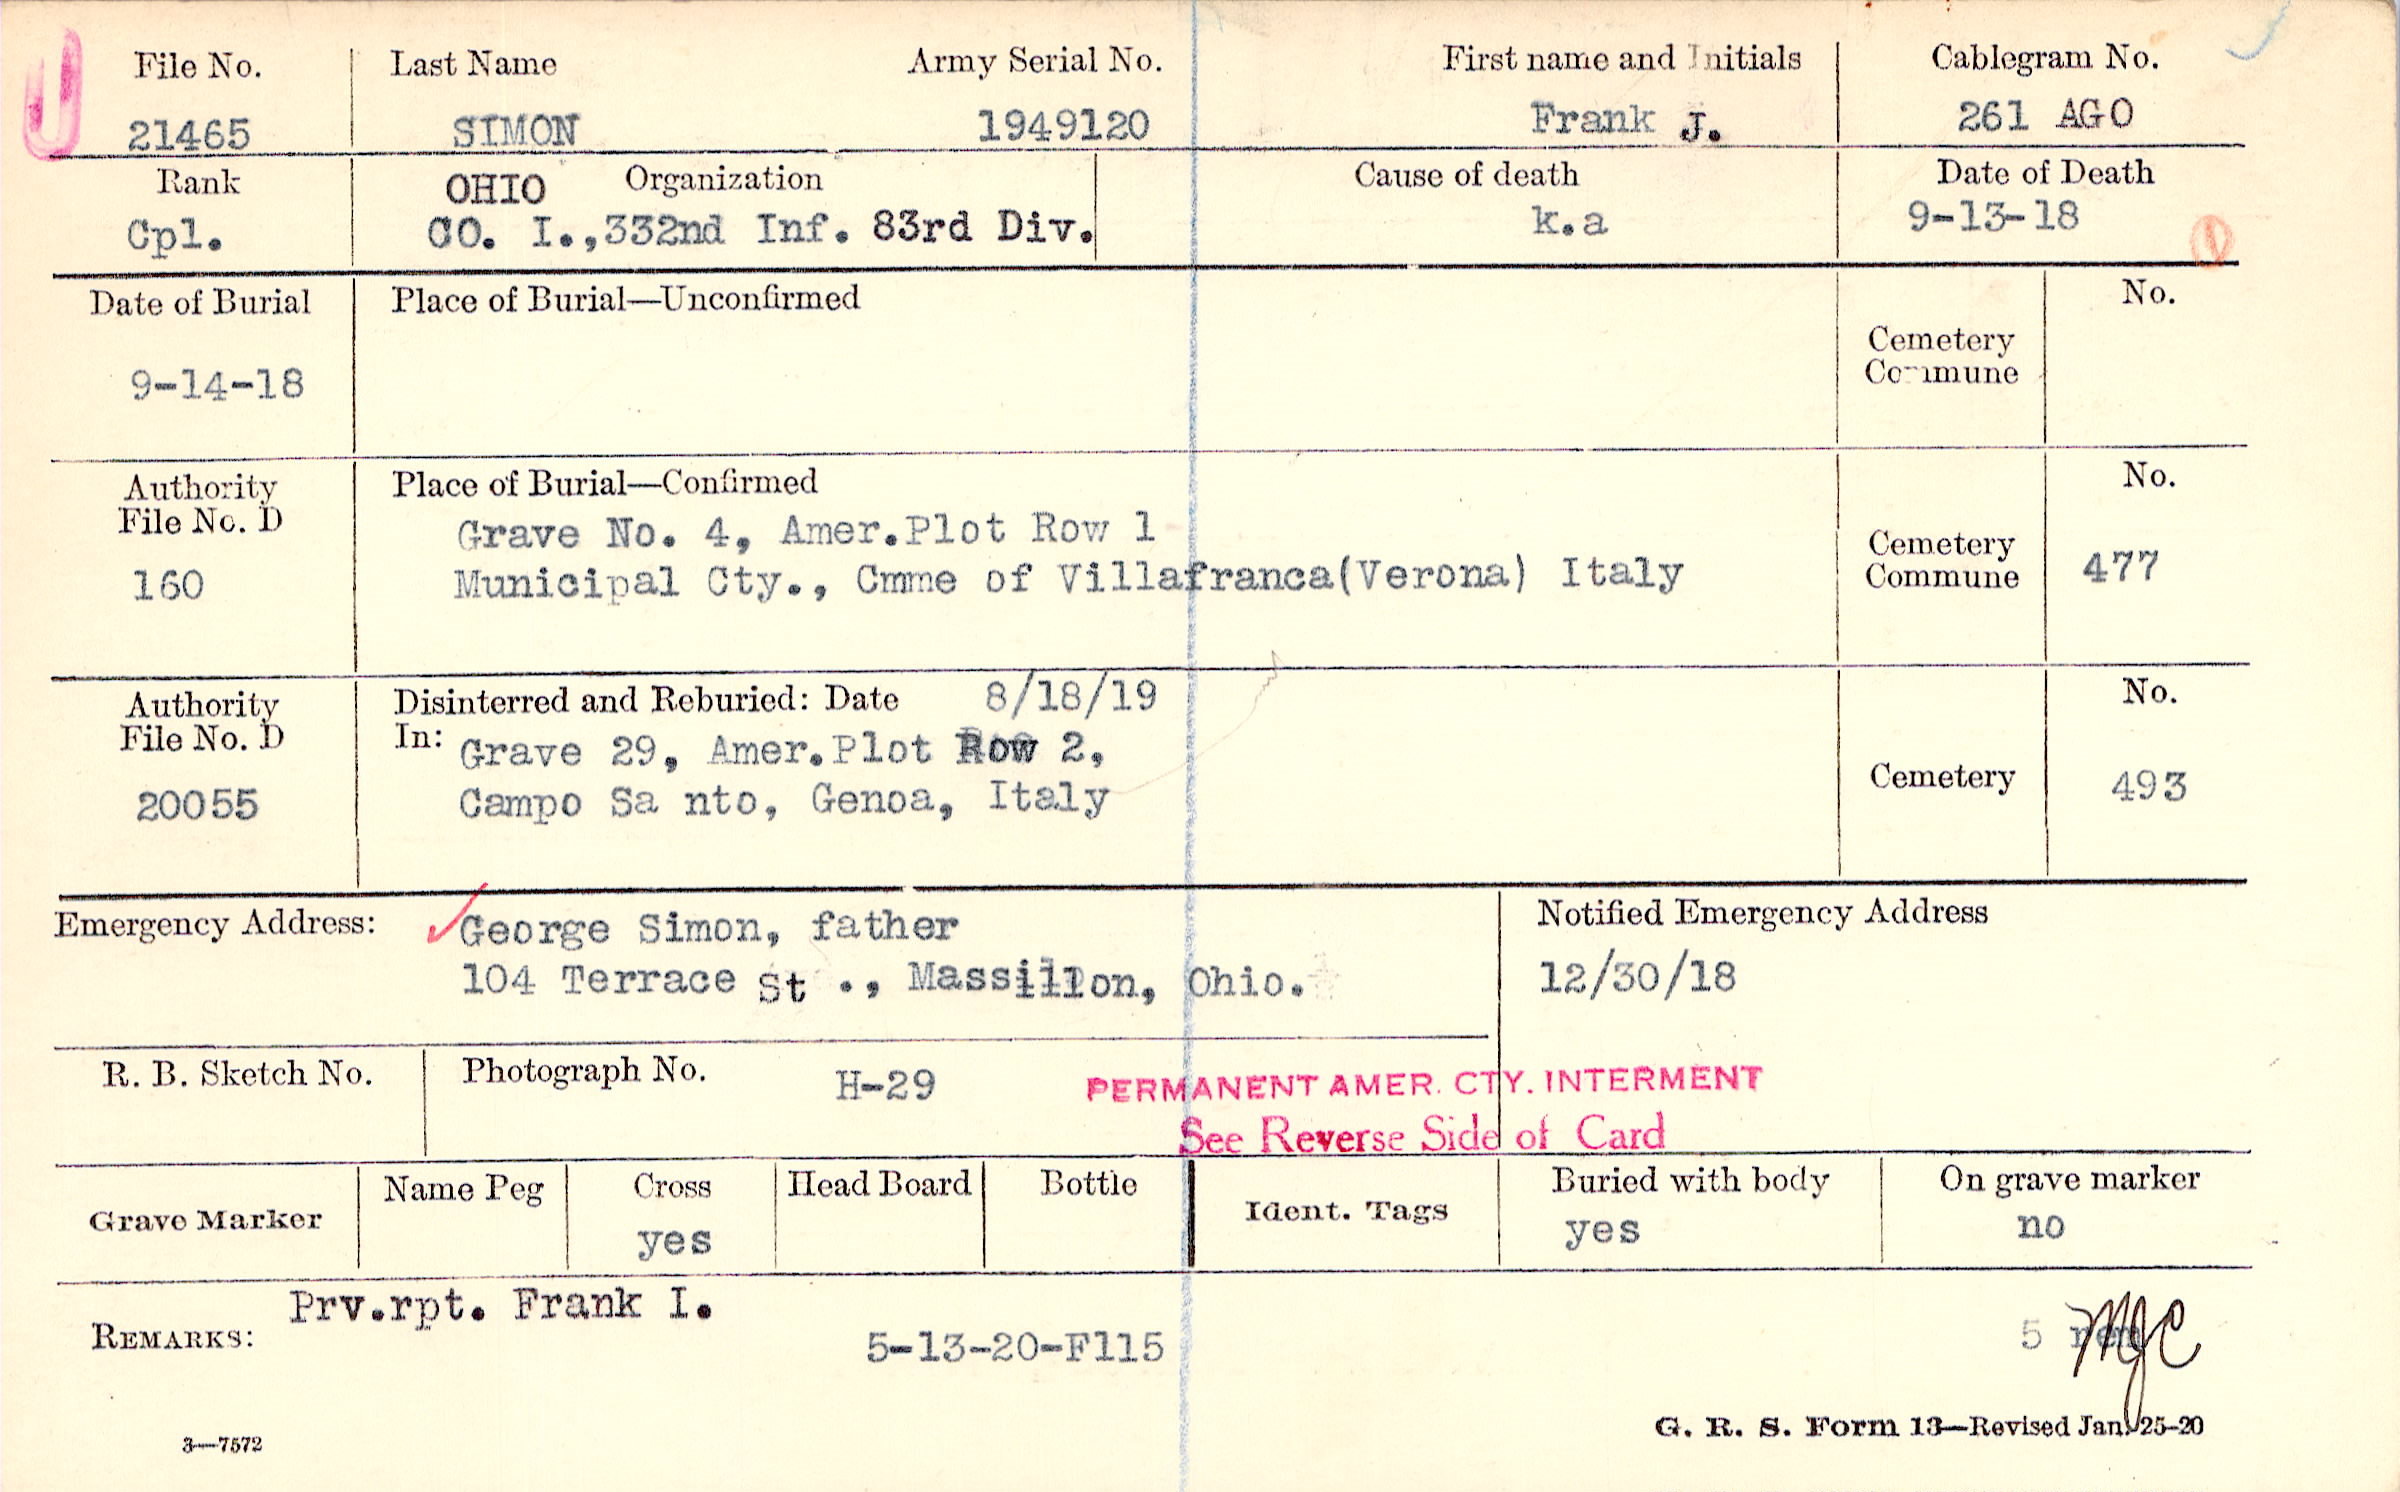 File No. Last Name Army Serial No. First name and Initials Cablegram No.
21465 SIMON 1949120 Frank J. 261 AGO
Rank OHIO Organization Cause of death Date of Death
Cpl. CO. I.,332nd Inf. 83rd Div. k.a 9-13-18
Date of Burial Place of Burial—Unconfirmed No.
Cemetery
Commune
9-14-18
Authority Place of Burial—Confirmed No.
File No. D
Grave No. 4, Amer.Plot Row 1
160 Municipal Cty., Cmme of Villafranca(Verona) Italy
Cemetery
Commune 477
Authority Disinterred and Reburied: Date 8/18/19 No.
File No. D In: Grave 29, Amer.Plot Row 2,
20055 Campo Sa nto, Genoa, Italy
Cemetery 493
Emergency Address: George Simon, father Notified Emergency Address
104 Terrace St ., Massillon, Ohio. 12/30/18
R. B. Sketch No. Photograph No. H-29
PERMANENT AMER. CTY. INTERMENT
See Reverse Side of Card
Grave Marker Name Peg Cross Head Board Bottle Ident. Tags Buried with body On grave marker
yes yes no
REMARKS: Prv.rpt. Frank I.
5-13-20-F115 5 MJC
3—7572
G. R. S. Form 13—Revised Jan. 25-20